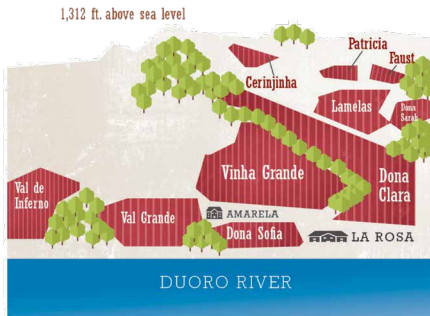 1,312 ft. above sea level
Patricia
Faust
Cerinjinha
Lamelas
Dona
Sarah
Vinha Grande
Dona
Clara
Val de
Inferno
Val Grande
AMARELA
Dona Sofia
LA ROSA
DUORO RIVER